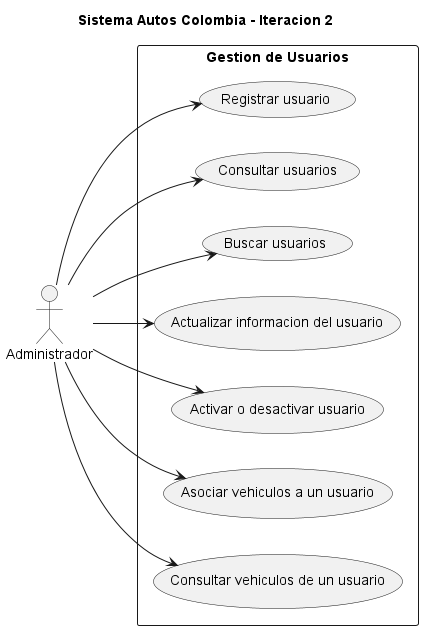 Sistema Autos Colombia - Iteracion 2
Gestion de Usuarios
Registrar usuario
Consultar usuarios
Buscar usuarios
Actualizar informacion del usuario
Administrador
Activar o desactivar usuario
Asociar vehiculos a un usuario
Consultar vehiculos de un usuario